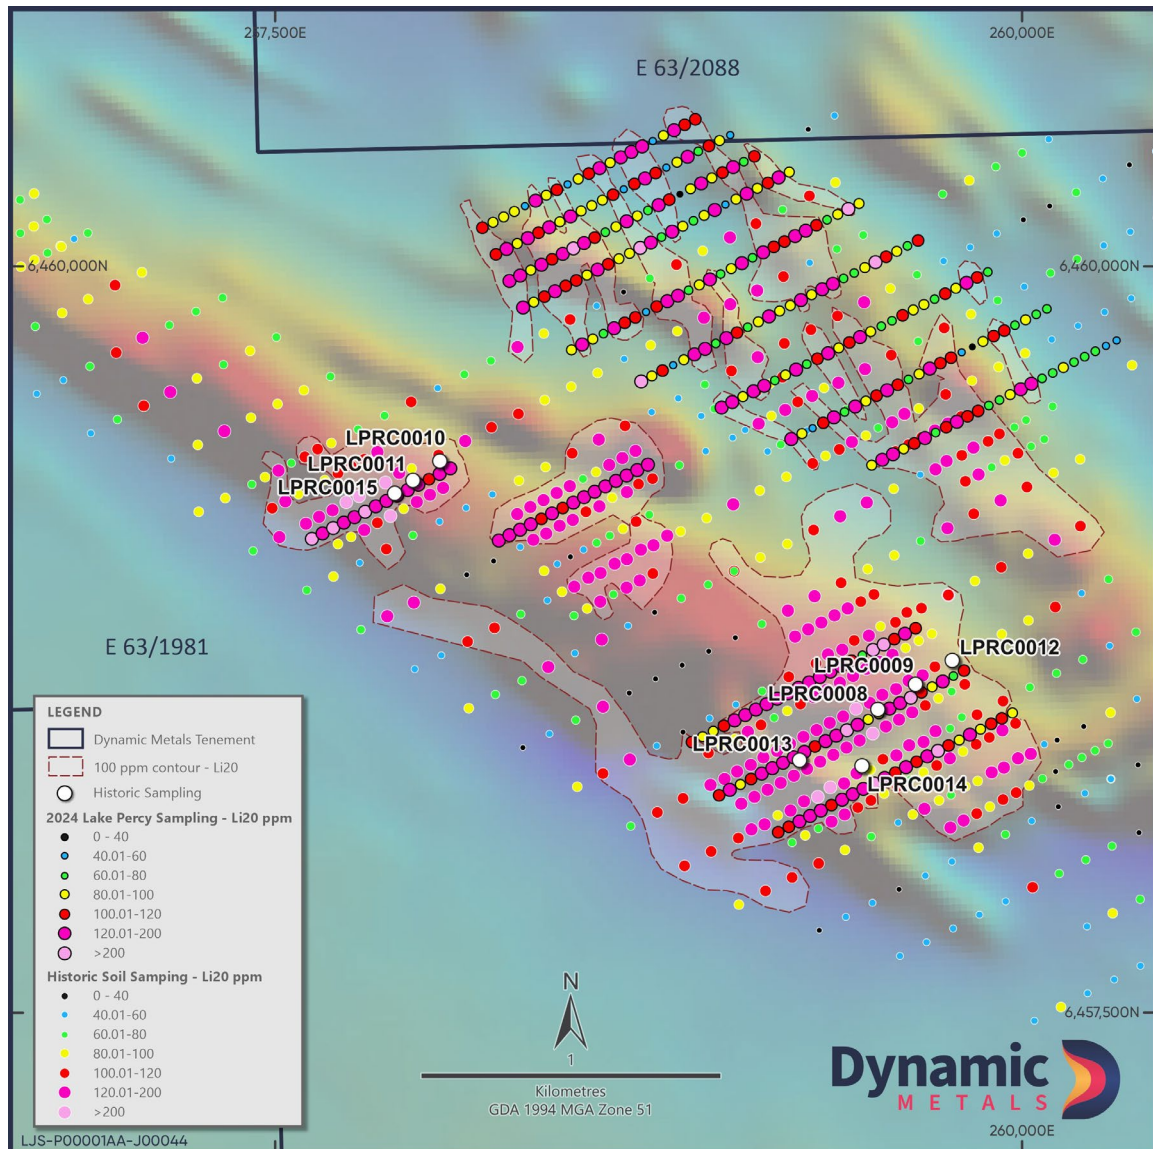 257,500E
260,000E
E 63/2088
6,460,000N
6,460,000N
LPRC0010
LPRC0011
LPRC0015
E 63/1981
LPRC0012
LPRC0009
LPRC0008
LPRC0013
LPRC0014
LEGEND
Dynamic Metals Tenement
100 ppm contour - Li20
Historic Sampling
2024 Lake Percy Sampling - Li20 ppm
0 - 40
40.01-60
60.01-80
80.01-100
100.01-120
120.01-200
>200
Historic Soil Samping - Li20 ppm
0 - 40
40.01-60
60.01-80
80.01-100
100.01-120
120.01-200
>200
N
1
Kilometres
GDA 1994 MGA Zone 51
6,457,500N
Dynamic
METALS
LJS-P00001AA-J00044
260,000E